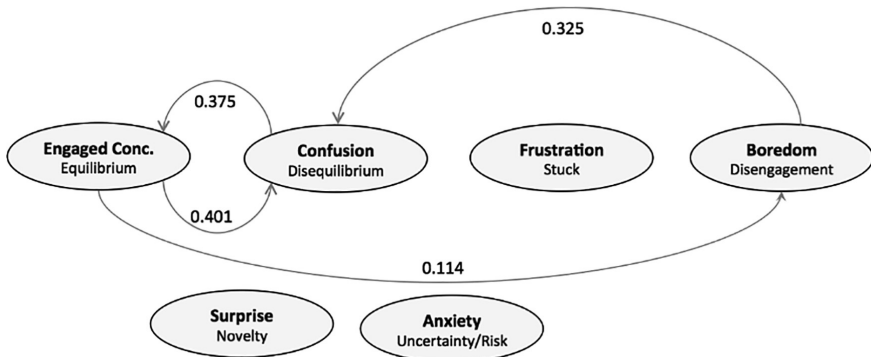 0.325
0.375
Engaged Conc.
Equilibrium
Confusion
Disequilibrium
Frustration
Stuck
Boredom
Disengagement
0.401
0.114
Surprise
Novelty
Anxiety
Uncertainty/Risk